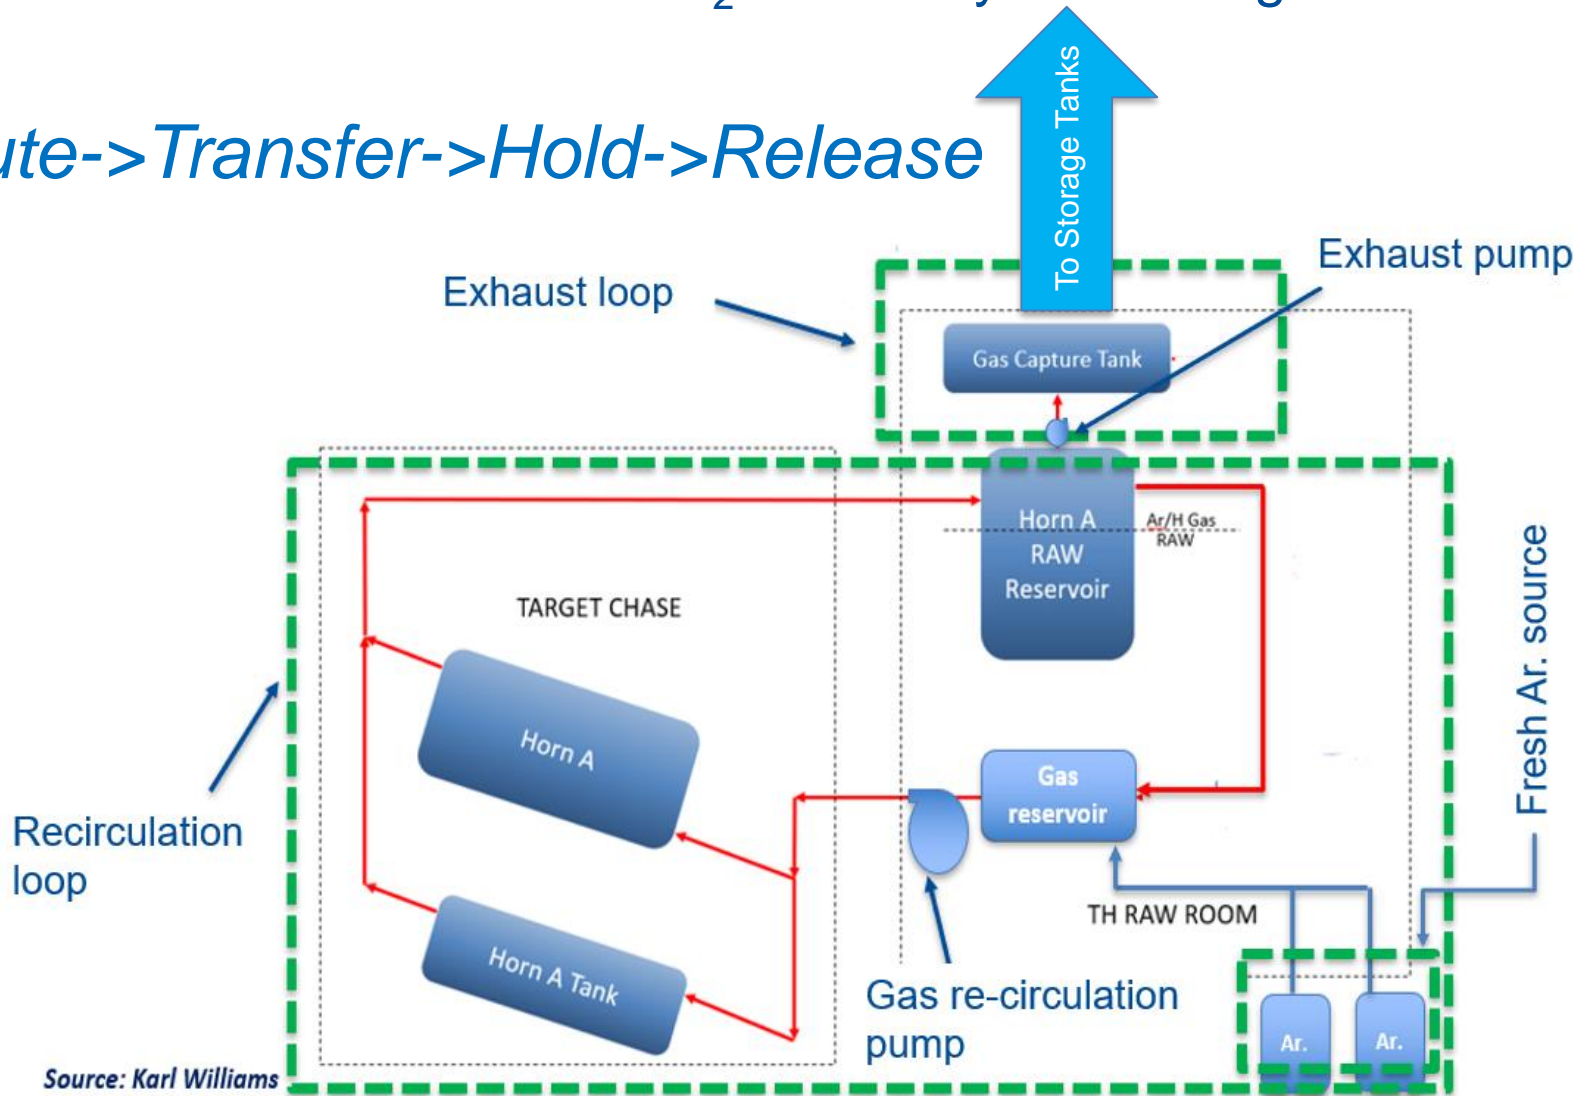 2
ute->Transfer->Hold->Release
To Storage Tanks
Exhaust pump
Exhaust loop
Gas Capture Tank
Horn A
RAW
Reservoir
Ar/H Gas
RAW
TARGET CHASE
Horn A
Gas
reservoir
Fresh Ar. source
Recirculation
loop
TH RAW ROOM
Horn A Tank
Gas re-circulation
pump
Ar.
Ar.
Source: Karl Williams